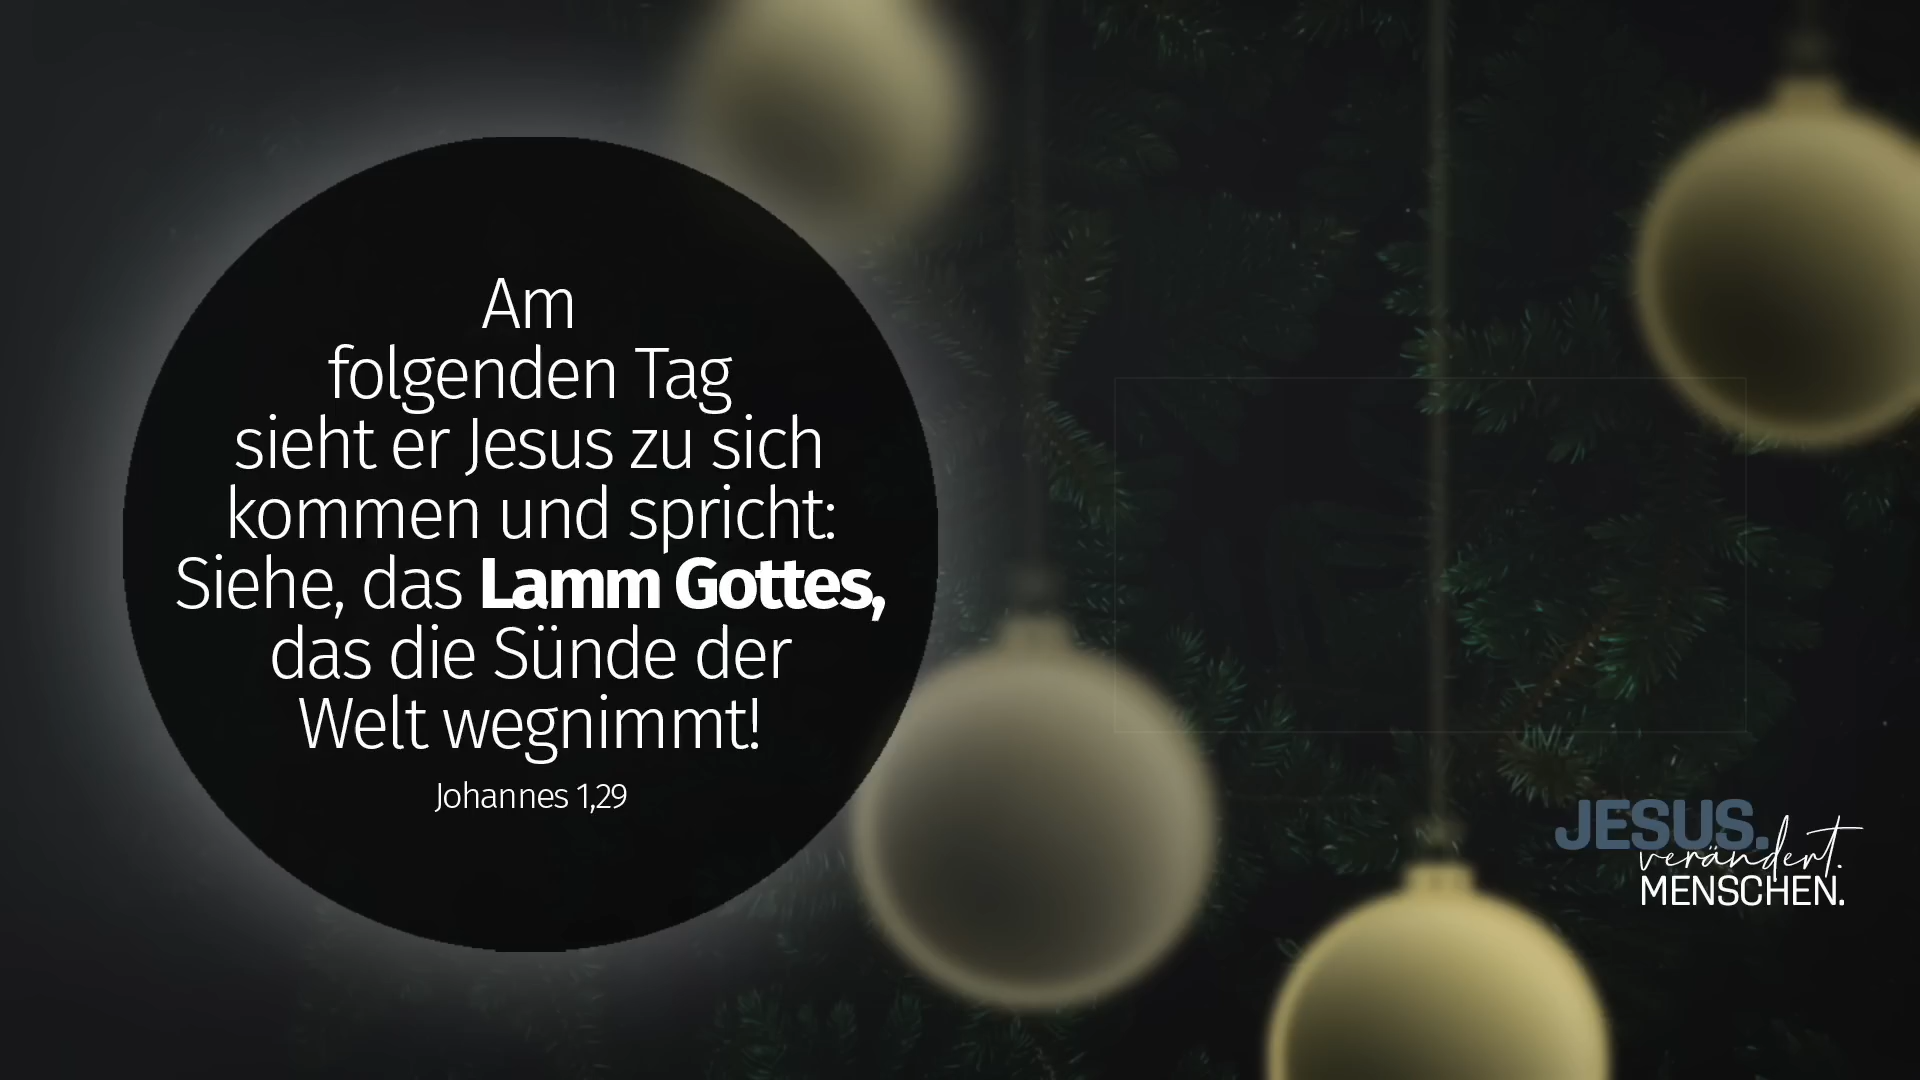 Am
folgenden Tag
sieht er Jesus zu sich
kommen und spricht:
Siehe, das Lamm Gottes,
das die Sünde der
Welt wegnimmt!
Johannes 1,29
JESUS.
verändert.
MENSCHEN.